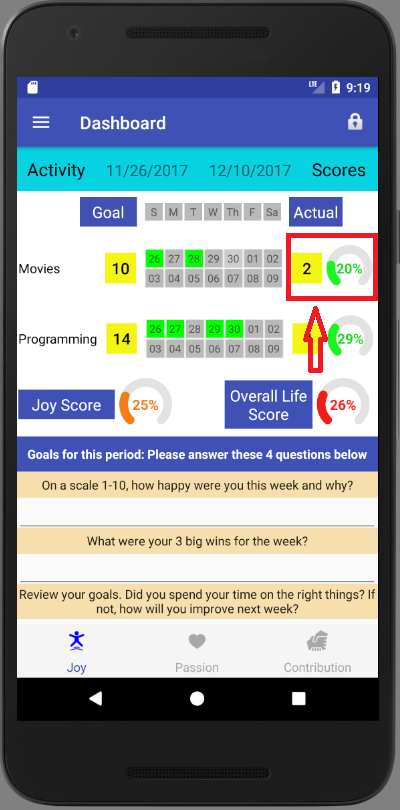 LTE 9:19
Dashboard
Activity 11/26/2017 12/10/2017 Scores
Goal S M T W Th F Sa Actual
Movies 10 26 27 28 29 30 01 02 2 20%
03 04 05 06 07 08 09
Programming 14 26 27 28 29 30 01 02 29%
03 04 05 06 07 08 09
Joy Score 25% Overall Life
Score 26%
Goals for this period: Please answer these 4 questions below
On a scale 1-10, how happy were you this week and why?
What were your 3 big wins for the week?
Review your goals. Did you spend your time on the right things? If
not, how will you improve next week?
Joy Passion Contribution